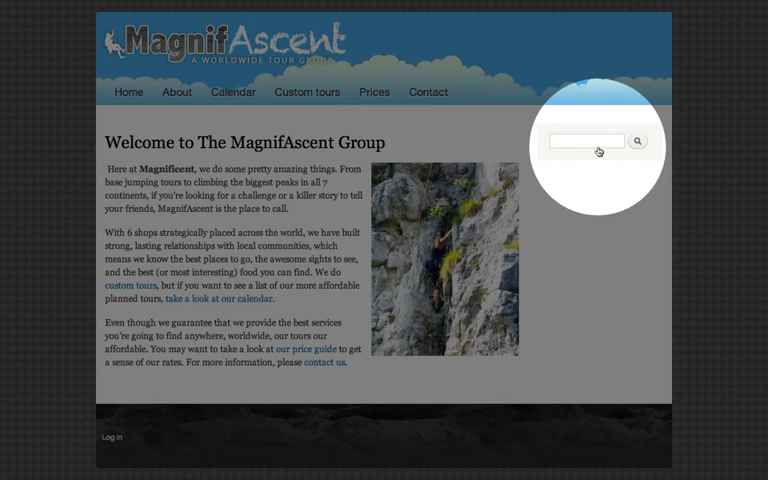 MagnifAscent
A WORLDWIDE TOUR GROUP
Home About Calendar Custom tours Prices Contact
Welcome to The MagnifAscent Group
Here at Magnificent, we do some pretty amazing things. From
base jumping tours to climbing the biggest peaks in all 7
continents, if you're looking for a challenge or a killer story to tell
your friends, MagnifAscent is the place to call.
With 6 shops strategically placed across the world, we have built
strong, lasting relationships with local communities, which
means we know the best places to go, the awesome sights to see,
and the best (or most interesting) food you can find. We do
custom tours, but if you want to see a list of our more affordable
planned tours, take a look at our calendar.
Even though we guarantee that we provide the best services
you're going to find anywhere, worldwide, our tours our
affordable. You may want to take a look at our price guide to get
a sense of our rates. For more information, please contact us.
Log in